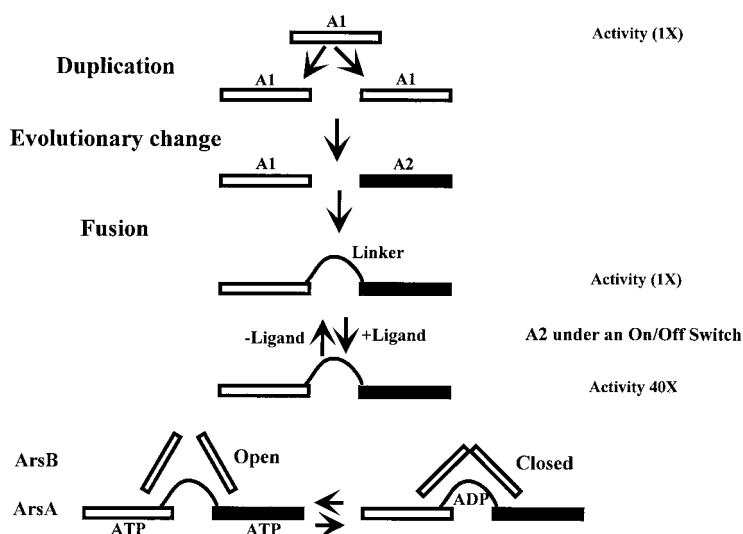 A1 Activity (1X)
Duplication
A1 A1
Evolutionary change
A1 A2
Fusion
Linker
Activity (1X)
-Ligand +Ligand A2 under an On/Off Switch
Activity 40X
ArsB Open Closed
ArsA ADP
ATP ATP